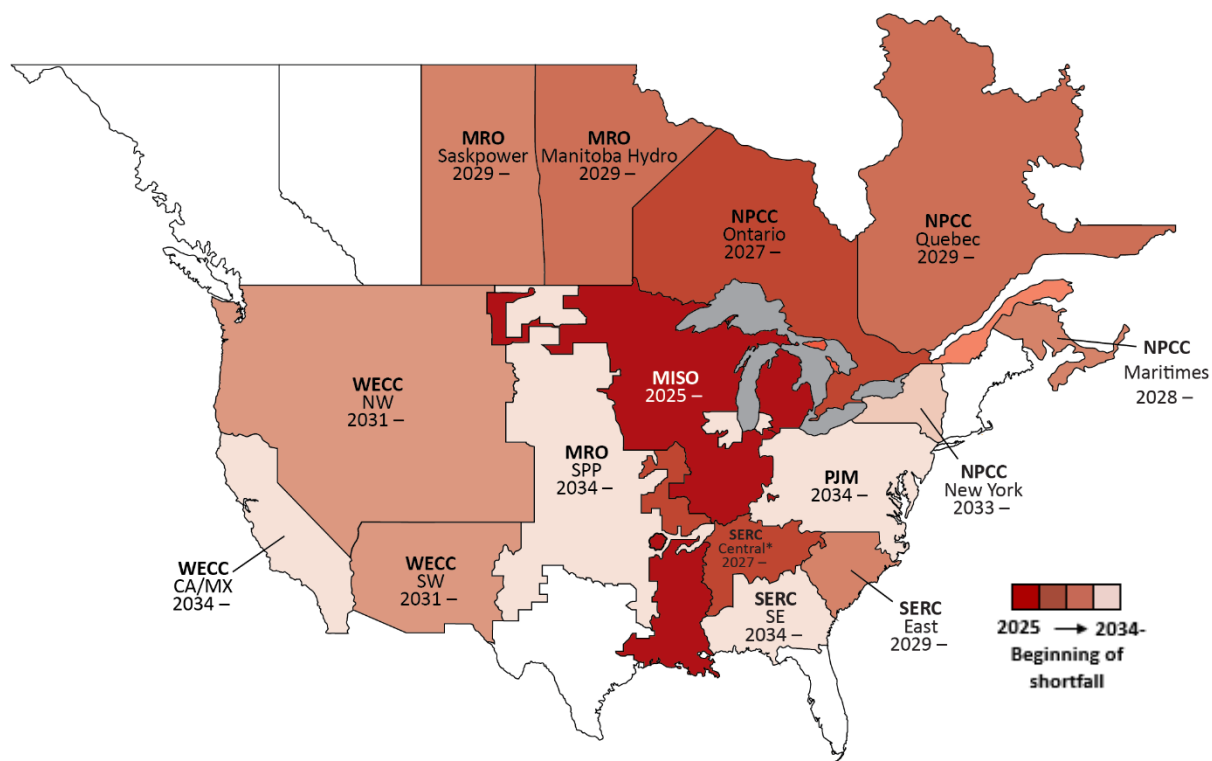 MRO
Saskpower
2029 –
MRO
Manitoba Hydro
2029 –
NPCC
Ontario
2027 –
NPCC
Quebec
2029 –
NPCC
Maritimes
2028 –
WECC
NW
2031 –
MISO
2025 –
MRO
SPP
2034 –
PJM
2034 –
NPCC
New York
2033 –
WECC
CA/MX
2034 –
WECC
SW
2031 –
SERC
Central*
2027 –
SERC
SE
2034 –
SERC
East
2029 –
2025 → 2034-
Beginning of
shortfall